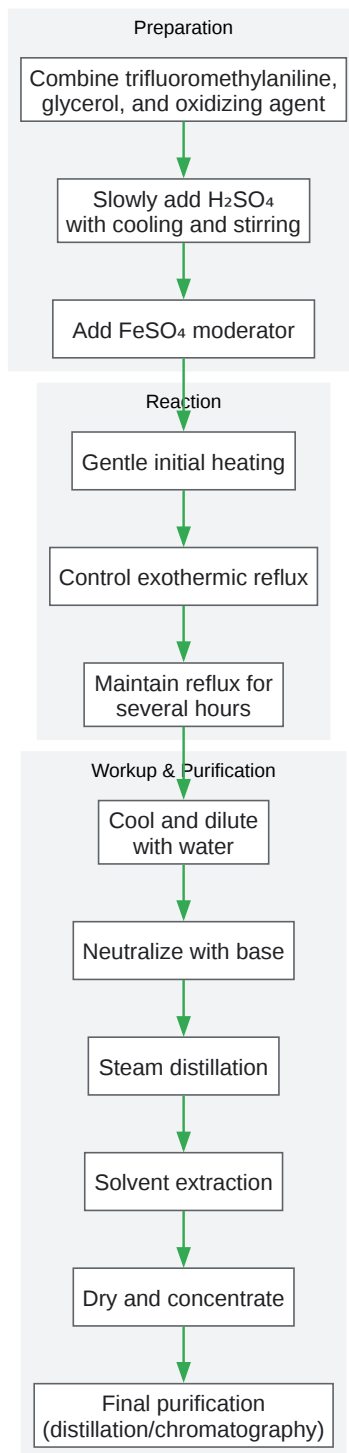 Preparation
Combine trifluoromethylaniline,
glycerol, and oxidizing agent
Slowly add H₂SO₄
with cooling and stirring
Add FeSO₄ moderator
Reaction
Gentle initial heating
Control exothermic reflux
Maintain reflux for
several hours
Workup & Purification
Cool and dilute
with water
Neutralize with base
Steam distillation
Solvent extraction
Dry and concentrate
Final purification
(distillation/chromatography)